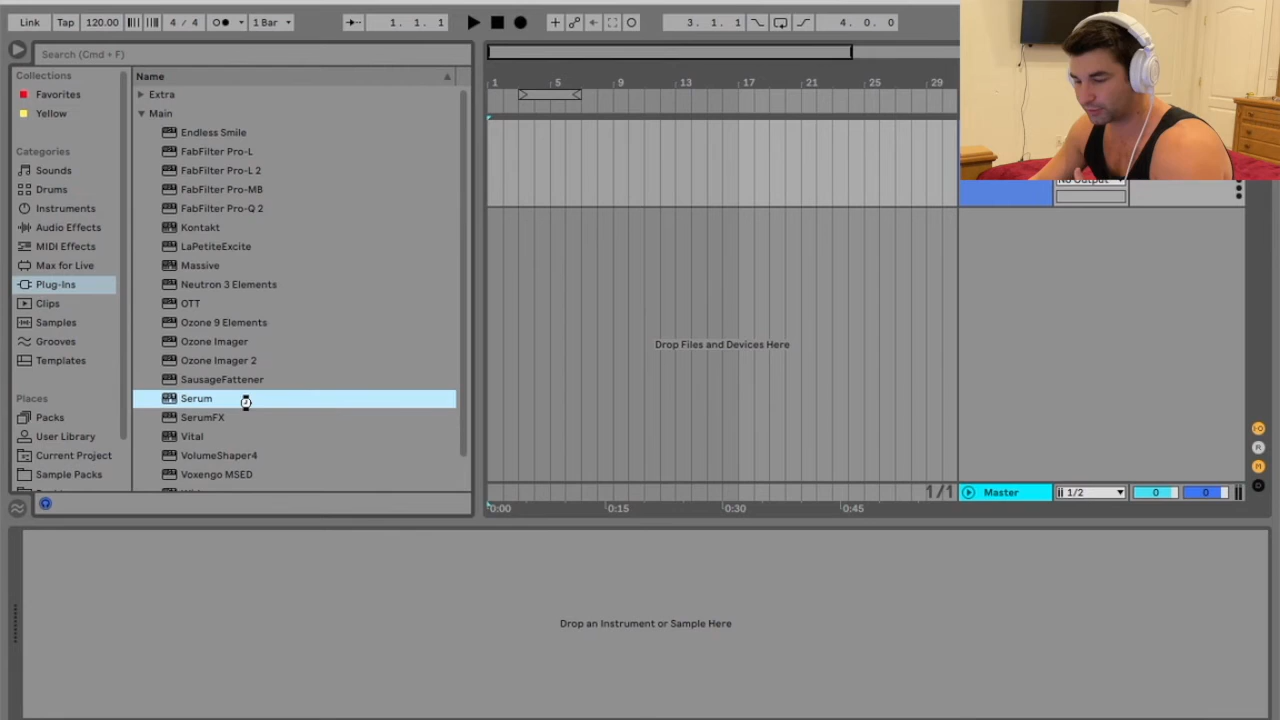 Link Tap 120.00 4 / 4 1 Bar 1. 1. 1 3. 1. 1 4. 0. 0
Search (Cmd + F)
Collections
Favorites
Yellow
Categories
Sounds
Drums
Instruments
Audio Effects
MIDI Effects
Max for Live
Plug-Ins
Clips
Samples
Grooves
Templates
Places
Packs
User Library
Current Project
Sample Packs
Name
Extra
Main
Endless Smile
FabFilter Pro-L
FabFilter Pro-L 2
FabFilter Pro-MB
FabFilter Pro-Q 2
Kontakt
LaPetiteExcite
Massive
Neutron 3 Elements
OTT
Ozone 9 Elements
Ozone Imager
Ozone Imager 2
SausageFattener
Serum
SerumFX
Vital
VolumeShaper4
Voxengo MSED
1 5 9 13 17 21 25 29
No Output
Drop Files and Devices Here
1/1 Master 1/2 0 0
0:00 0:15 0:30 0:45
I·O
R
M
D
Drop an Instrument or Sample Here